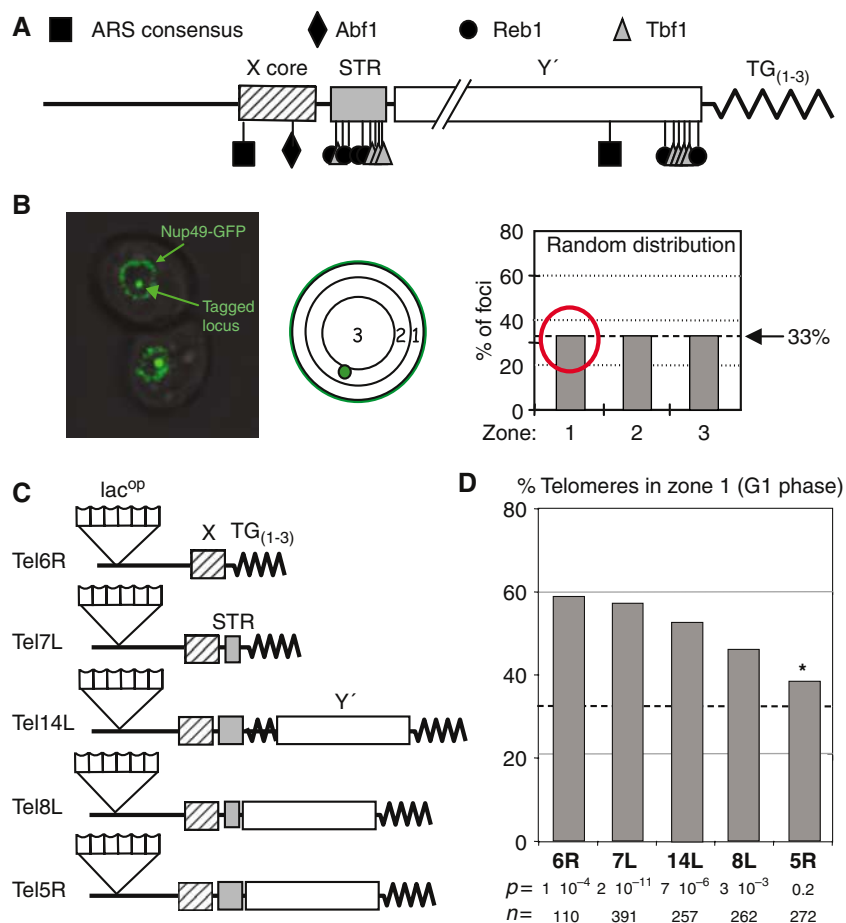 A
ARS consensus
Abf1
Reb1
Tbf1
X core
STR
Y´
TG(1-3)
B
Nup49-GFP
Tagged
locus
3
2
1
Random distribution
% of foci
80
60
40
20
0
33%
Zone: 1 2 3
C
lac^op
X
TG(1-3)
Tel6R
STR
Tel7L
Y´
Tel14L
Tel8L
Tel5R
D
% Telomeres in zone 1 (G1 phase)
80
60
40
20
0
*
6R 7L 14L 8L 5R
p= 1 10^-4 2 10^-11 7 10^-6 3 10^-3 0.2
n= 110 391 257 262 272